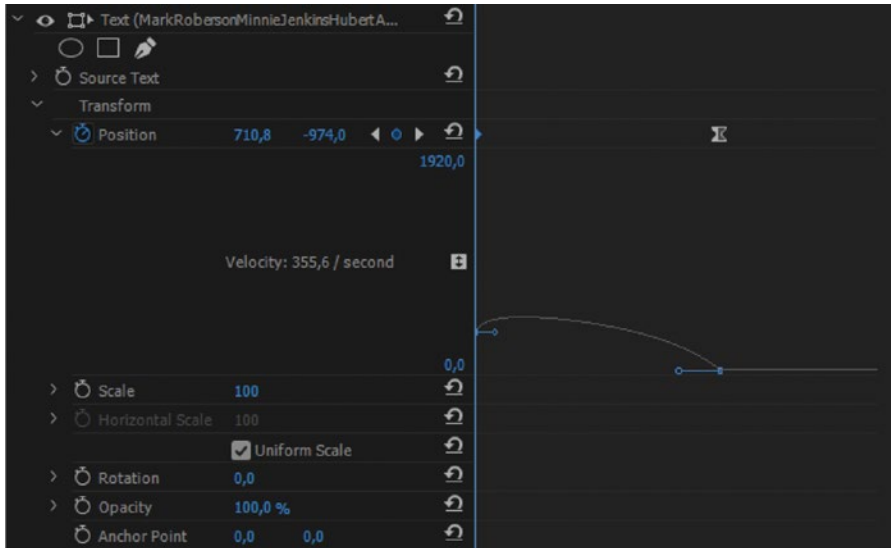 Text (MarkRobersonMinnieJenkinsHubertA...
Source Text
Transform
Position 710,8 -974,0
1920,0
Velocity: 355,6 / second
0,0
Scale 100
Horizontal Scale 100
Uniform Scale
Rotation 0,0
Opacity 100,0 %
Anchor Point 0,0 0,0